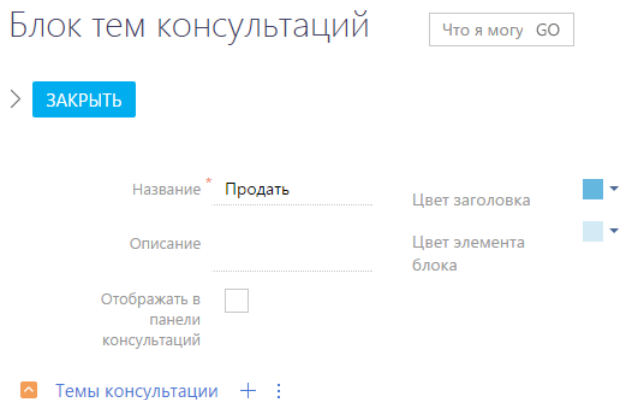 Блок тем консультаций
Что я могу GO
ЗАКРЫТЬ
Название * Продать
Цвет заголовка
Описание
Цвет элемента
блока
Отображать в
панели
консультаций
Темы консультации